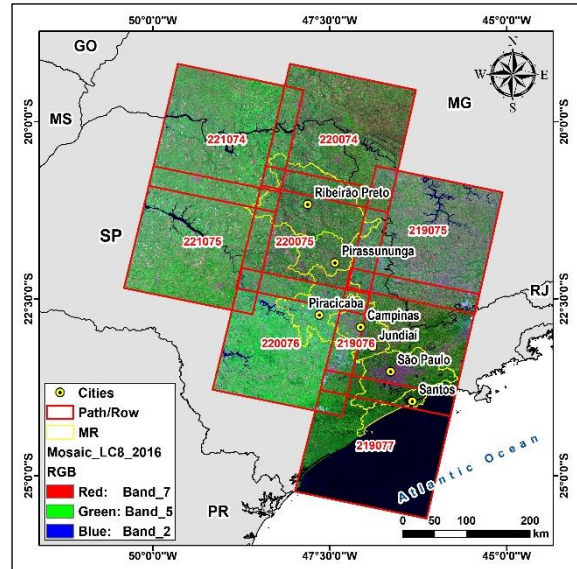 50°0'0"W 47°30'0"W 45°0'0"W
GO
N
W E
S
MG
MS
20°0'0"S
20°0'0"S
221074
220074
Ribeirão Preto
219075
SP
221075
220075
Pirassununga
RJ
22°30'0"S
22°30'0"S
Piracicaba
Campinas
220076
219076
Jundiaí
São Paulo
Santos
219077
Cities
Path/Row
MR
Mosaic_LC8_2016
RGB
Red: Band_7
Green: Band_5
Blue: Band_2
25°0'0"S
25°0'0"S
PR
Atlantic Ocean
0 50 100 200
km
50°0'0"W 47°30'0"W 45°0'0"W